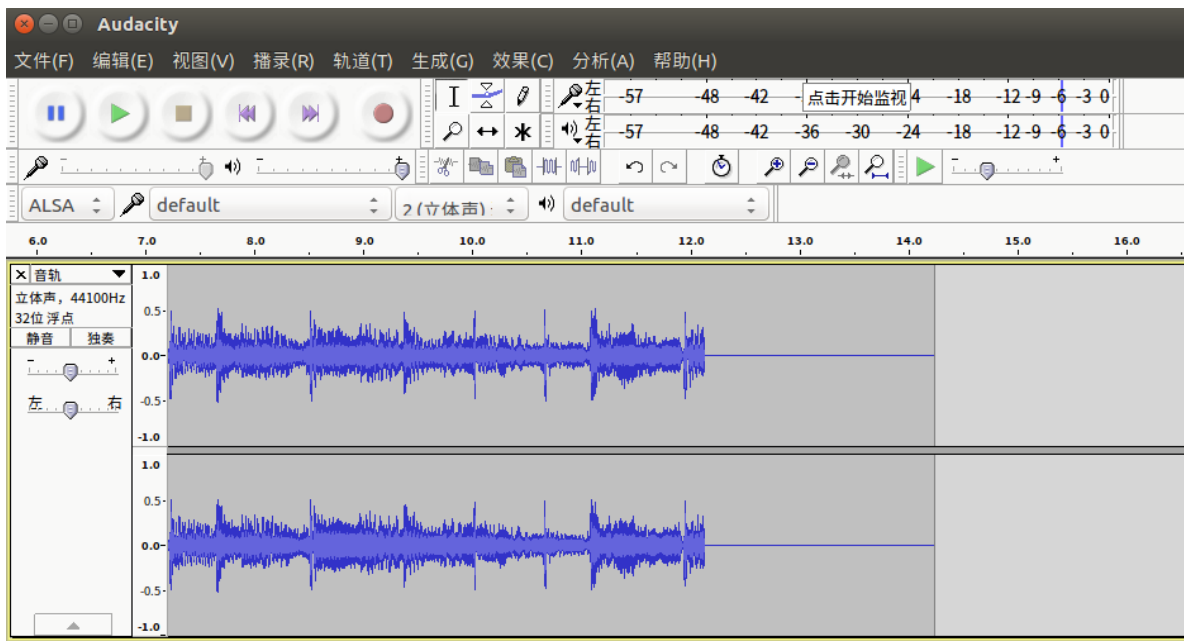 Audacity
文件(F) 编辑(E) 视图(V) 播录(R) 轨道(T) 生成(G) 效果(C) 分析(A) 帮助(H)
左 右 -57 -48 -42 - 点击开始监视 4 -18 -12 -9 -6 -3 0
左 右 -57 -48 -42 -36 -30 -24 -18 -12 -9 -6 -3 0
- + - + - +
ALSA default 2 (立体声) default
6.0 7.0 8.0 9.0 10.0 11.0 12.0 13.0 14.0 15.0 16.0
音轨 1.0
立体声，44100Hz
32位 浮点 0.5
静音 独奏
- + 0.0
左 右 -0.5
-1.0
1.0
0.5
0.0
-0.5
-1.0